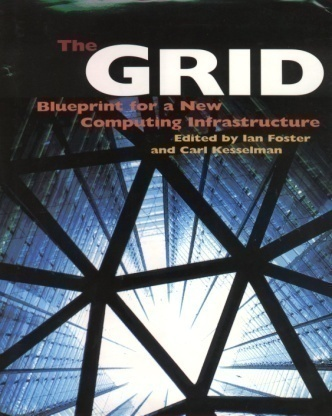 The
GRID
Blueprint for a New
Computing Infrastructure
Edited by Ian Foster
and Carl Kesselman